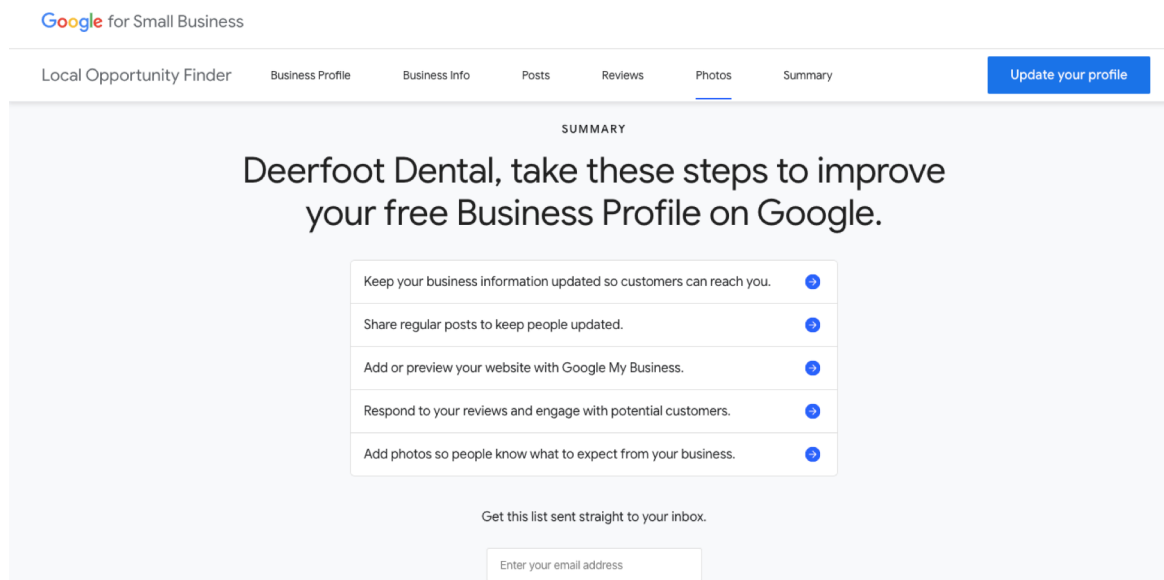 Google for Small Business
Local Opportunity Finder
Business Profile
Business Info
Posts
Reviews
Photos
Summary
Update your profile
SUMMARY
Deerfoot Dental, take these steps to improve
your free Business Profile on Google.
Keep your business information updated so customers can reach you.
Share regular posts to keep people updated.
Add or preview your website with Google My Business.
Respond to your reviews and engage with potential customers.
Add photos so people know what to expect from your business.
Get this list sent straight to your inbox.
Enter your email address